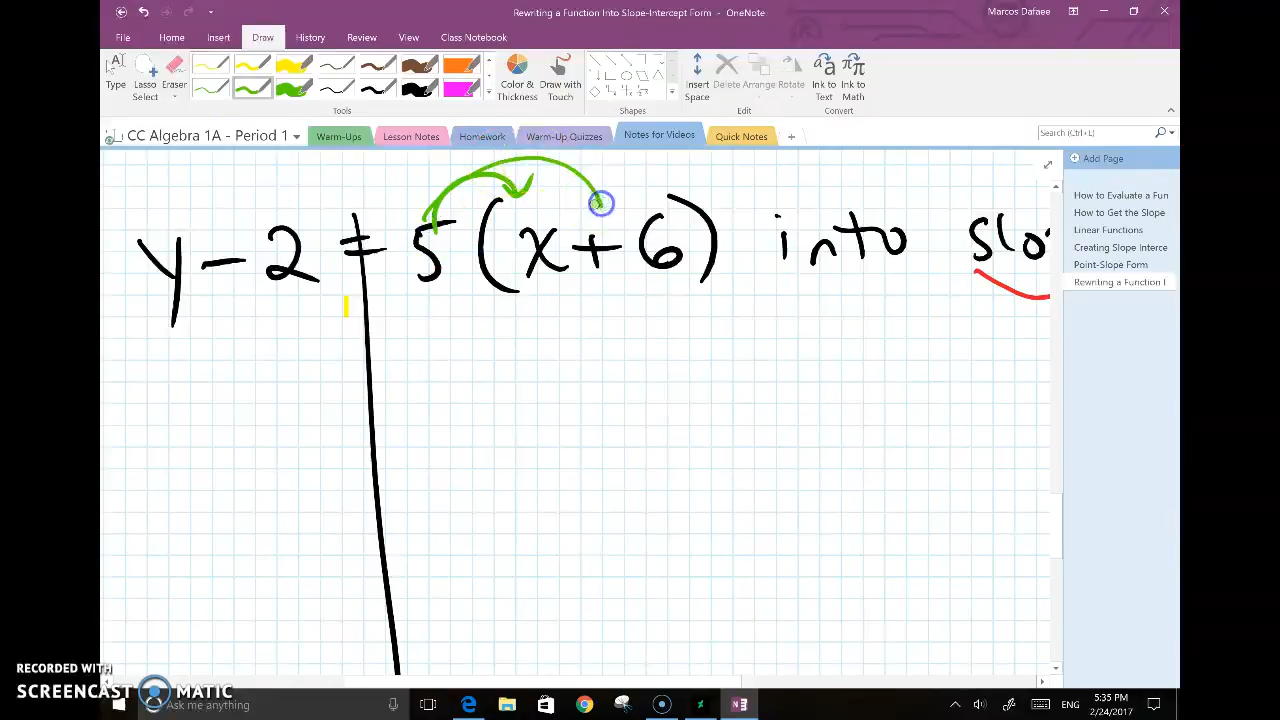 Rewriting a Function Into Slope-Intercept Form - OneNote
Marcos Dafaee
File Home Insert Draw History Review View Class Notebook
Type
Lasso Select
Eraser
Color & Thickness
Draw with Touch
Insert Space
Delete
Arrange
Rotate
Ink to Text
Ink to Math
Tools
Shapes
Edit
Convert
CC Algebra 1A - Period 1
Warm-Ups
Lesson Notes
Homework
Warm-Up Quizzes
Notes for Videos
Quick Notes
Search (Ctrl+E)
Add Page
How to Evaluate a Fun
How to Get the Slope
Linear Functions
Creating Slope Interce
Point-Slope Form
Rewriting a Function I
y - 2 = 5 (x + 6) into slo
RECORDED WITH
SCREENCAST MATIC
Ask me anything
ENG
5:35 PM
2/24/2017